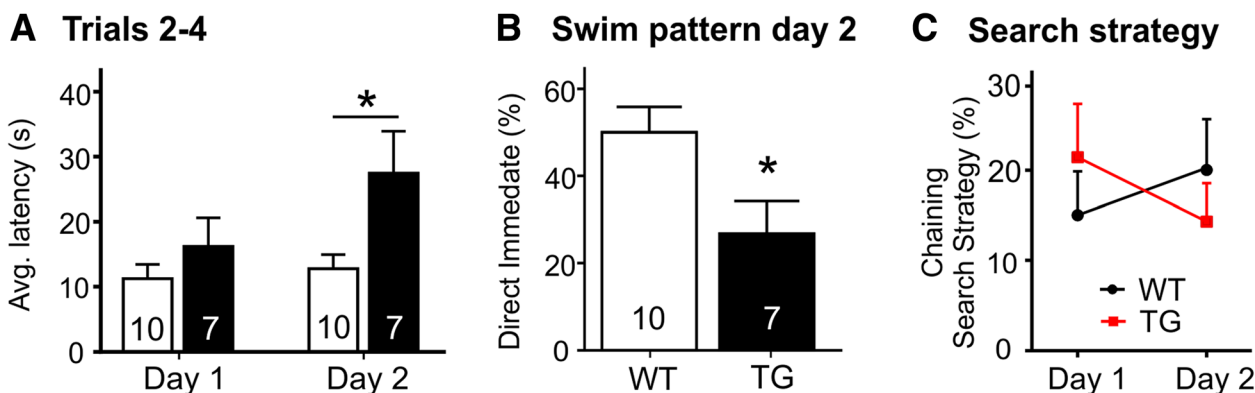 A Trials 2-4
Avg. latency (s)
40
30
20
10
0
*
10
7
10
7
Day 1
Day 2
B Swim pattern day 2
Direct Immedate (%)
60
40
20
0
*
10
7
WT
TG
C Search strategy
Chaining
Search Strategy (%)
30
20
10
0
WT
TG
Day 1
Day 2